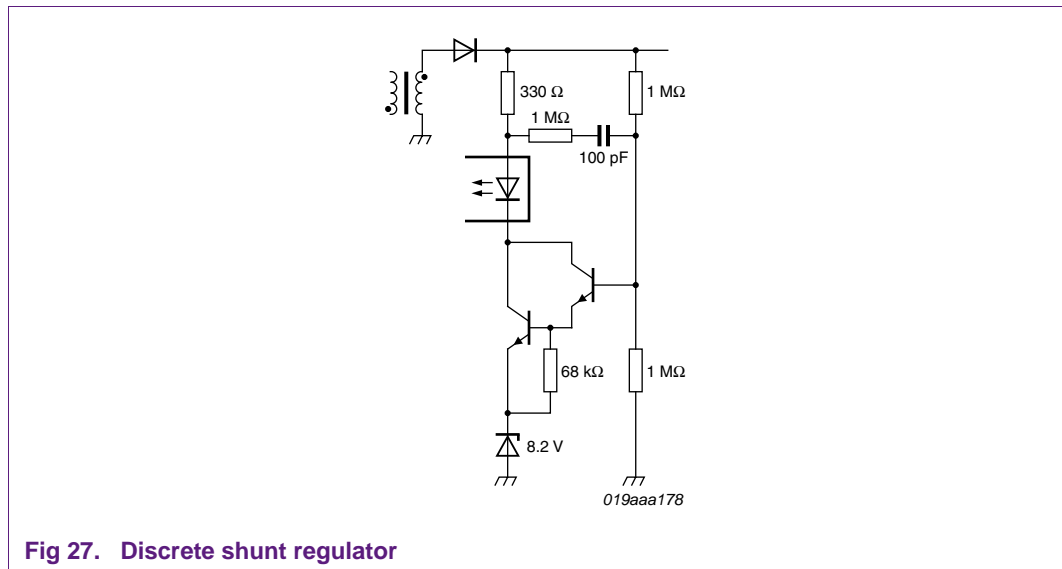 330 Ω
1 MΩ
1 MΩ
100 pF
68 kΩ
1 MΩ
8.2 V
019aaa178
Fig 27. Discrete shunt regulator